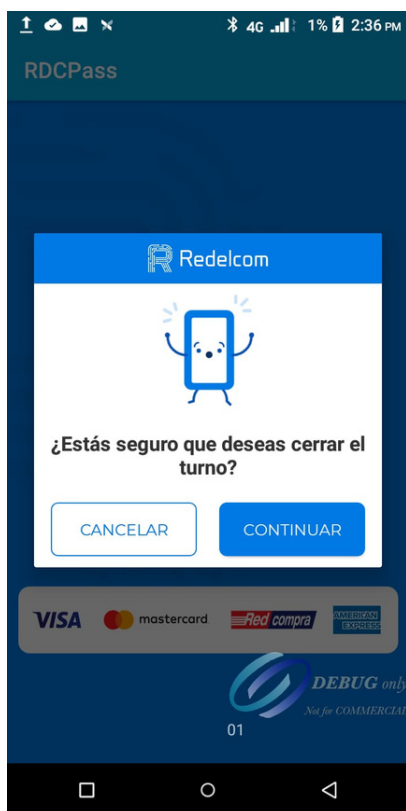 4G 1% 2:36 PM
RDCPass
Redelcom
¿Estás seguro que deseas cerrar el
turno?
CANCELAR CONTINUAR
VISA mastercard Redcompra AMERICAN
EXPRESS
DEBUG only
Not for COMMERCIAL
01